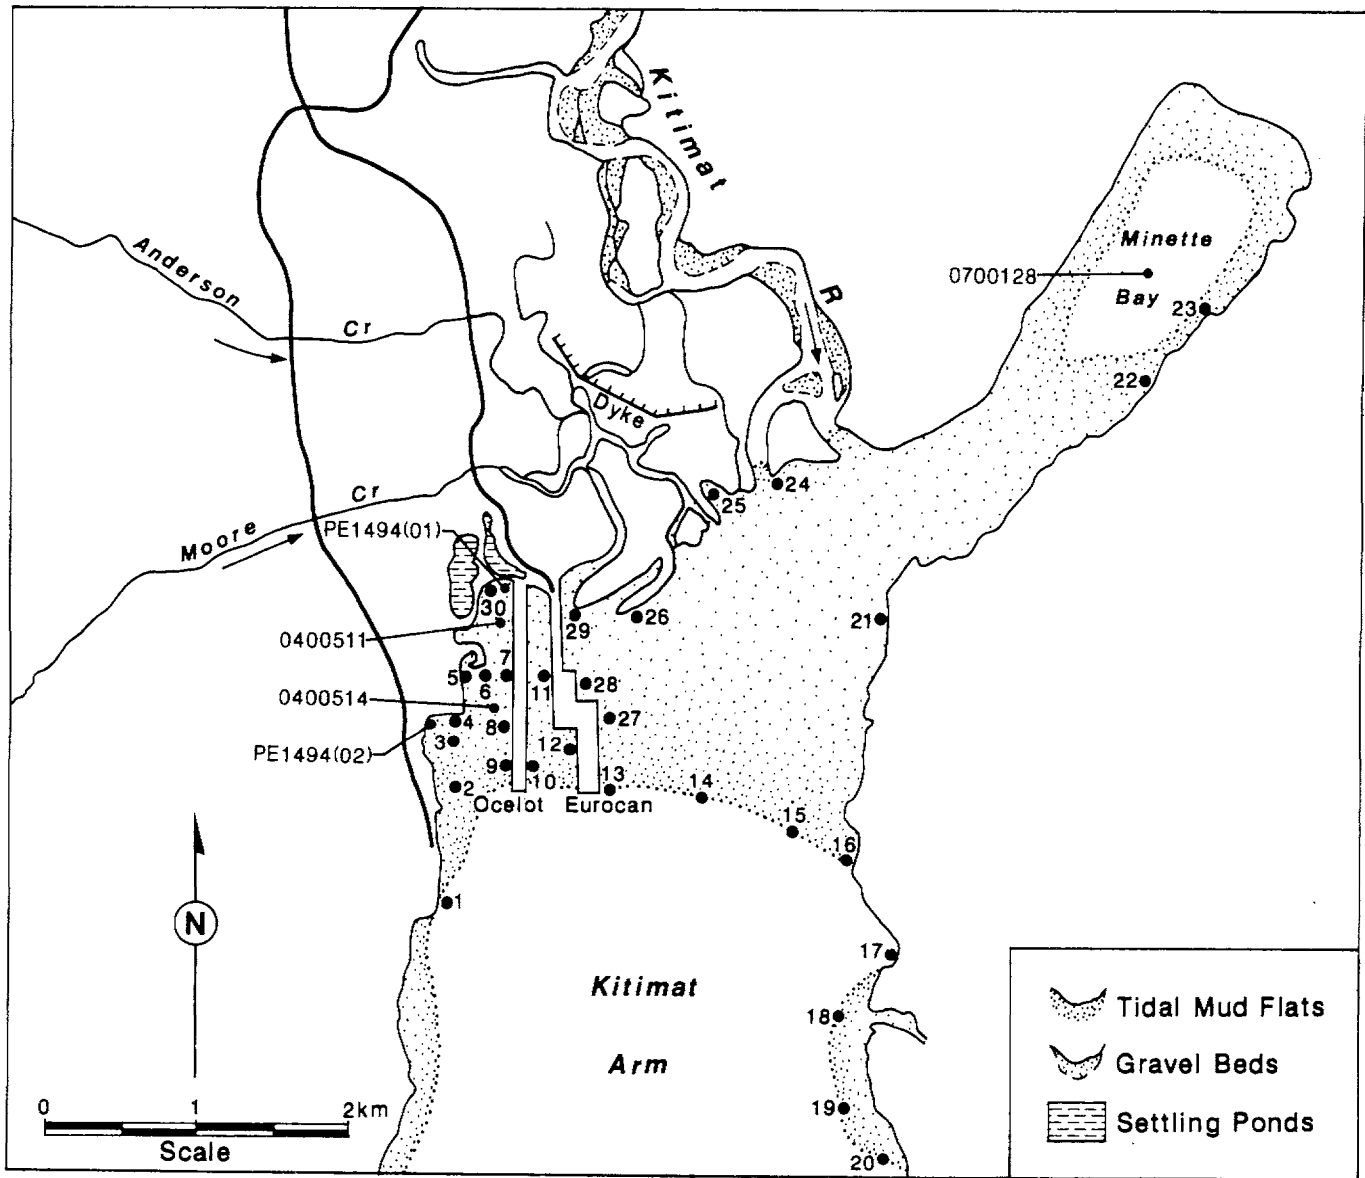 Kitimat
R
Minette
Bay
0700128
23
22
Anderson
Cr
Dyke
24
25
Cr
Moore
PE1494(01)
30
29
26
21
0400511
5
6
7
11
28
0400514
4
8
27
3
PE1494(02)
12
9
10
13
14
2
Ocelot
Eurocan
15
16
1
N
17
Kitimat
Arm
18
19
20
0
1
2km
Scale
Tidal Mud Flats
Gravel Beds
Settling Ponds